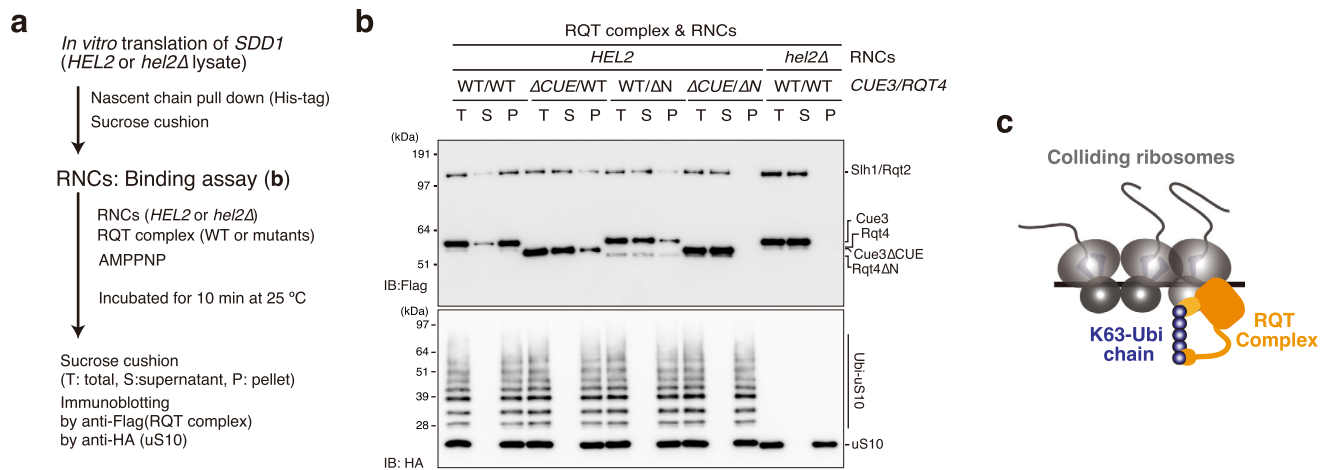 a
In vitro translation of SDD1
(HEL2 or hel2Δ lysate)
Nascent chain pull down (His-tag)
Sucrose cushion
RNCs: Binding assay (b)
RNCs (HEL2 or hel2Δ)
RQT complex (WT or mutants)
AMPPNP
Incubated for 10 min at 25 ºC
Sucrose cushion
(T: total, S:supernatant, P: pellet)
Immunoblotting
by anti-Flag(RQT complex)
by anti-HA (uS10)
b
RQT complex & RNCs
HEL2 hel2Δ RNCs
WT/WT ΔCUE/WT WT/ΔN ΔCUE/ΔN WT/WT CUE3/RQT4
T S P T S P T S P T S P T S P
(kDa)
191
97
64
51
IB:Flag
Slh1/Rqt2
Cue3
Rqt4
Cue3ΔCUE
Rqt4ΔN
(kDa)
97
64
51
39
28
IB: HA
Ubi-uS10
uS10
c
Colliding ribosomes
K63-Ubi
chain
RQT
Complex